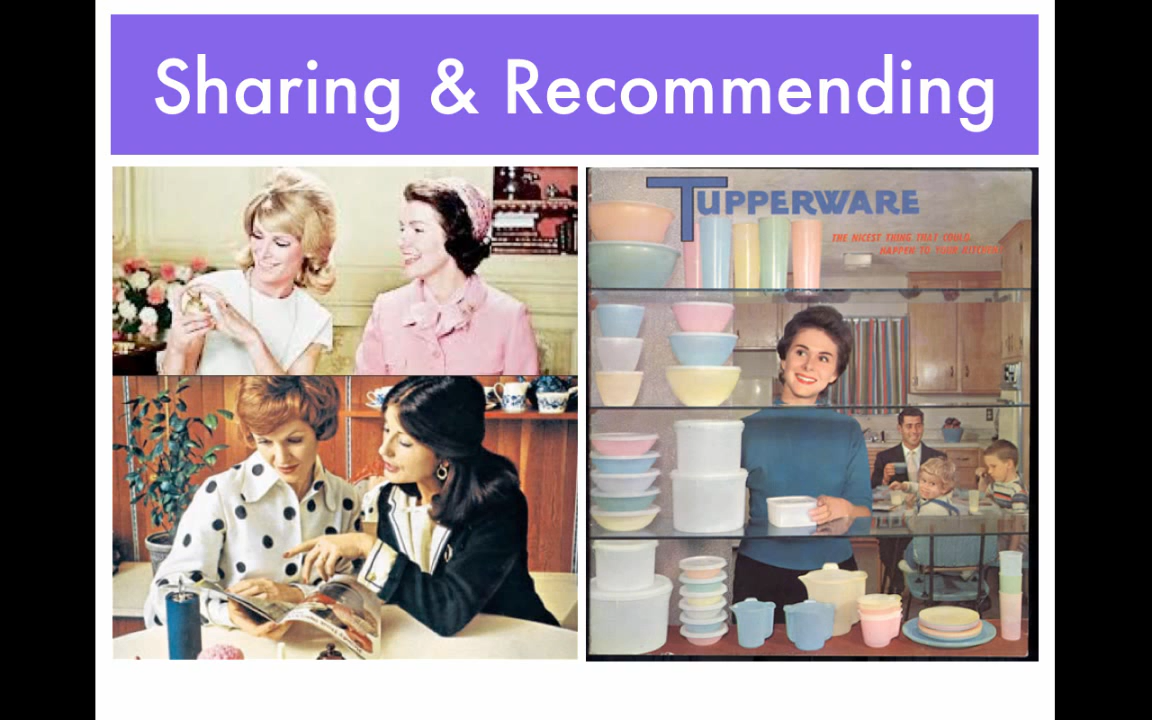 Sharing & Recommending
TUPPERWARE
THE NICEST THING THAT COULD
HAPPEN TO YOUR KITCHEN